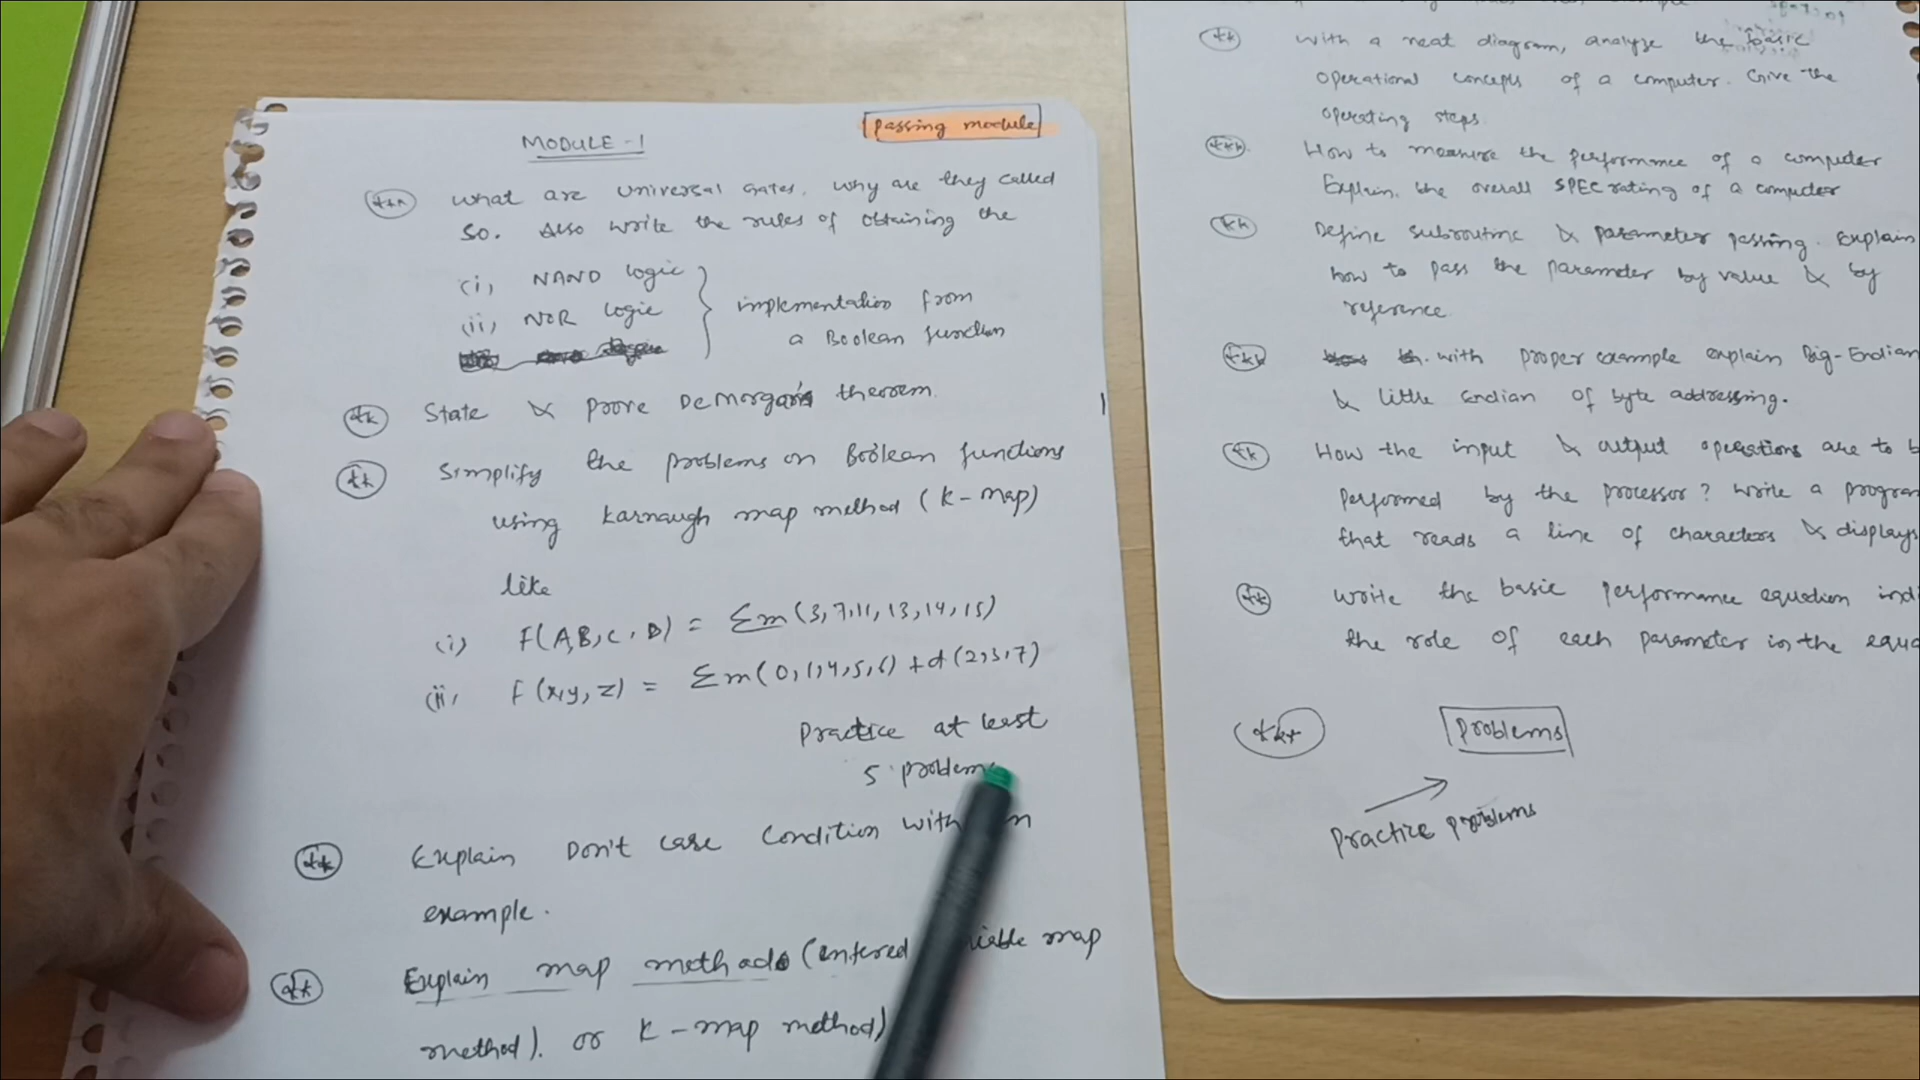 MODULE-1
passing module
*** What are universal gates. Why are they called
so. Also write the rules of obtaining the
(i) NAND logic
(ii) NOR logic
implementation from
a Boolean function
** State & prove DeMorgan's theorem.
** Simplify the problems on Boolean functions
using karnaugh map method (k-map)
like
(i) F(A,B,C,D) = Σm(3,7,11,13,14,15)
(ii) F(x,y,z) = Σm(0,1,4,5,6)+d(2,3,7)
Practice at least
5 problems
** Explain Don't care condition with
example.
** Explain map methods (entered map
method). or k-map method)
** with a neat diagram, analyze the basic
operational concepts of a computer. Give the
operating steps.
*** How to measure the performance of a computer
Explain. the overall SPEC rating of a computer
** Define subroutine & parameter passing. Explain
how to pass the parameter by value & by
reference
*** with proper example explain Big-Endian
& little Endian of byte addressing.
** How the input & output operations are to
performed by the processor? write a program
that reads a line of characters & displays
** write the basic performance equation
the role of each parameter in the
*** Problems
Practice problems